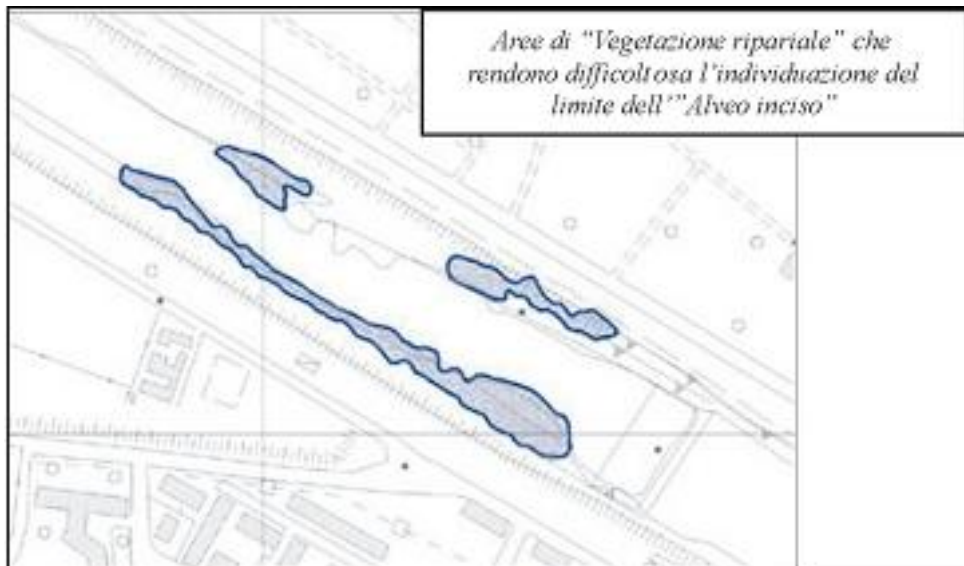 Aree di “Vegetazione ripariale” che
rendono difficoltosa l’individuazione del
limite dell’”Alveo inciso”